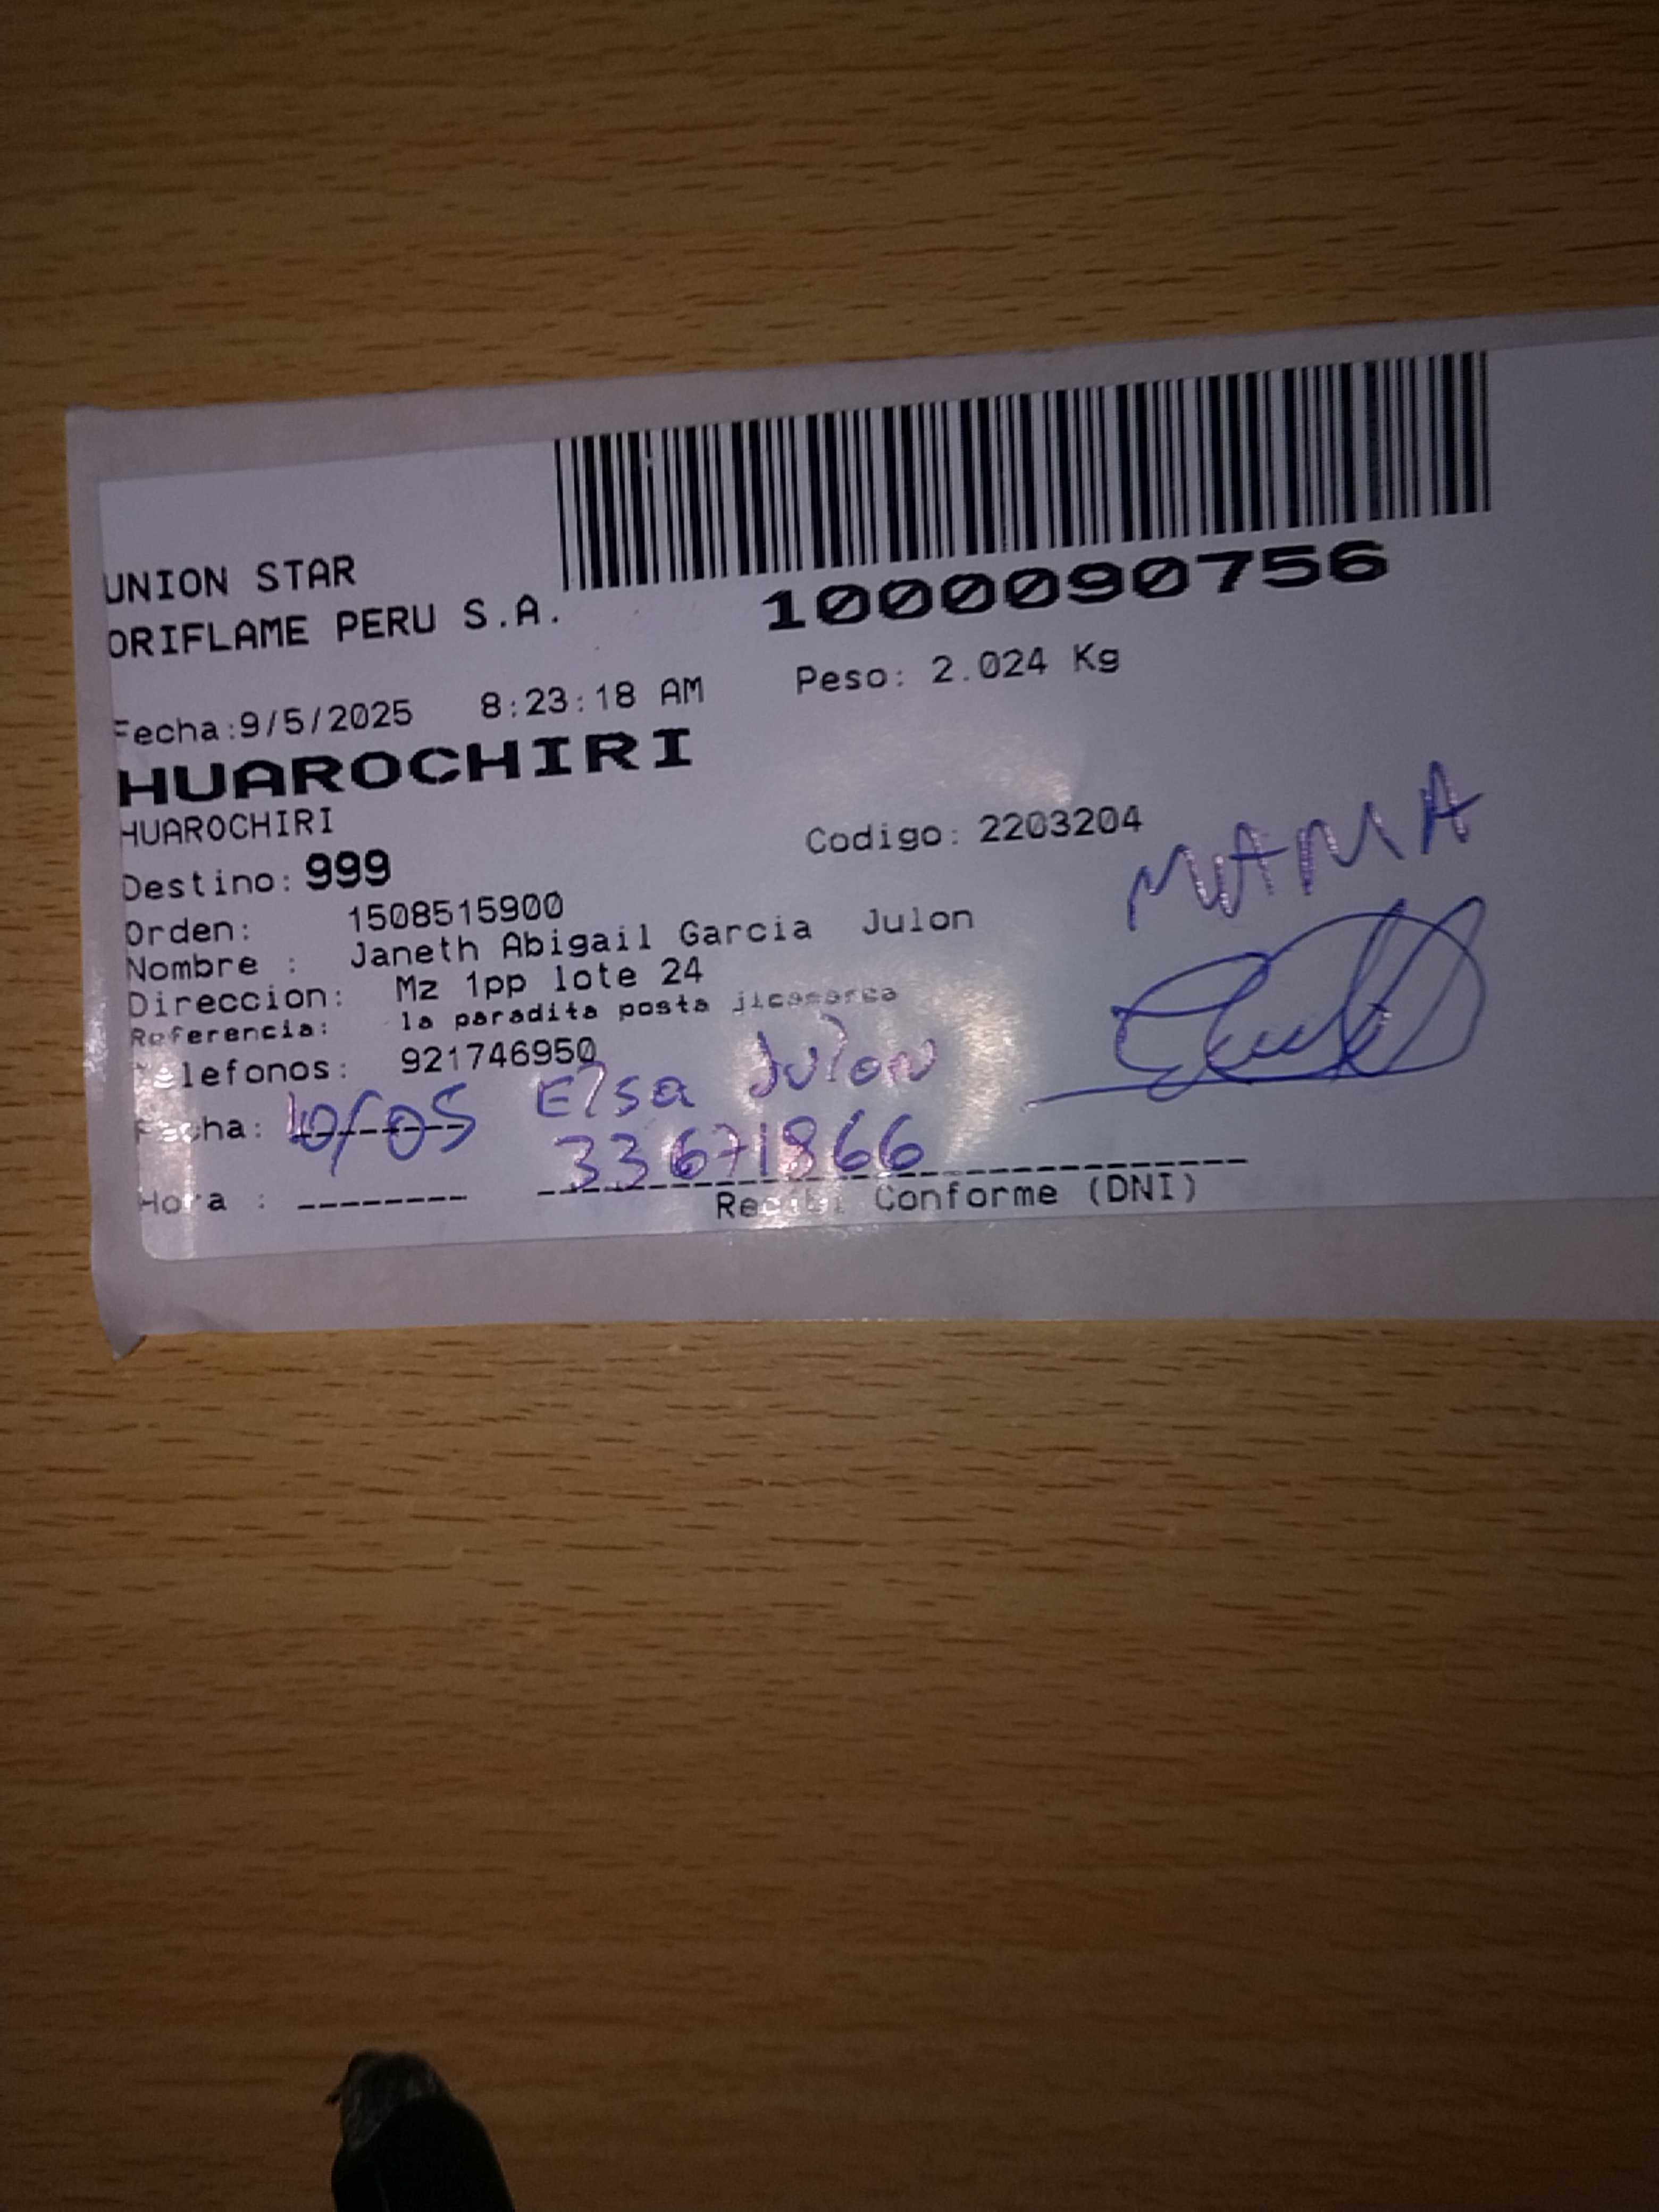 UNION STAR
ORIFLAME PERU S.A.
1000090756
Fecha:9/5/2025 8:23:18 AM Peso: 2.024 Kg
HUAROCHIRI
HUAROCHIRI
Destino: 999 Codigo: 2203204
MAMA
Orden: 1508515900
Nombre : Janeth Abigail Garcia Julon
Direccion: Mz 1pp lote 24
Referencia: la paradita posta jicamarca
Telefonos: 921746950
Elsa Julon
Fecha: 10/05
33671866
Hora : --------
Recibi Conforme (DNI)